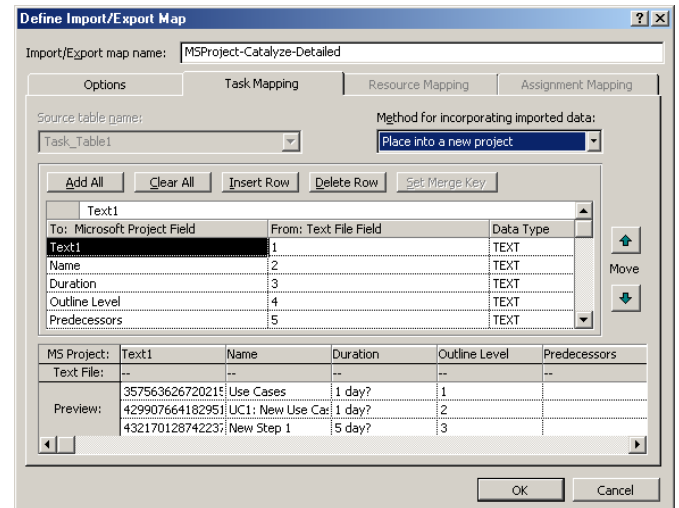 Define Import/Export Map
Import/Export map name: MSProject-Catalyze-Detailed
Options Task Mapping Resource Mapping Assignment Mapping
Source table name: Method for incorporating imported data:
Task_Table1 Place into a new project
Add All Clear All Insert Row Delete Row Set Merge Key
Text1
To: Microsoft Project Field From: Text File Field Data Type
Text1 1 TEXT
Name 2 TEXT
Move
Duration 3 TEXT
Outline Level 4 TEXT
Predecessors 5 TEXT
MS Project: Text1 Name Duration Outline Level Predecessors
Text File: -- -- -- -- --
Preview:
357563626720215 Use Cases 1 day? 1
429907664182951 UC1: New Use Cas 1 day? 2
432170128742237 New Step 1 5 day? 3
OK Cancel